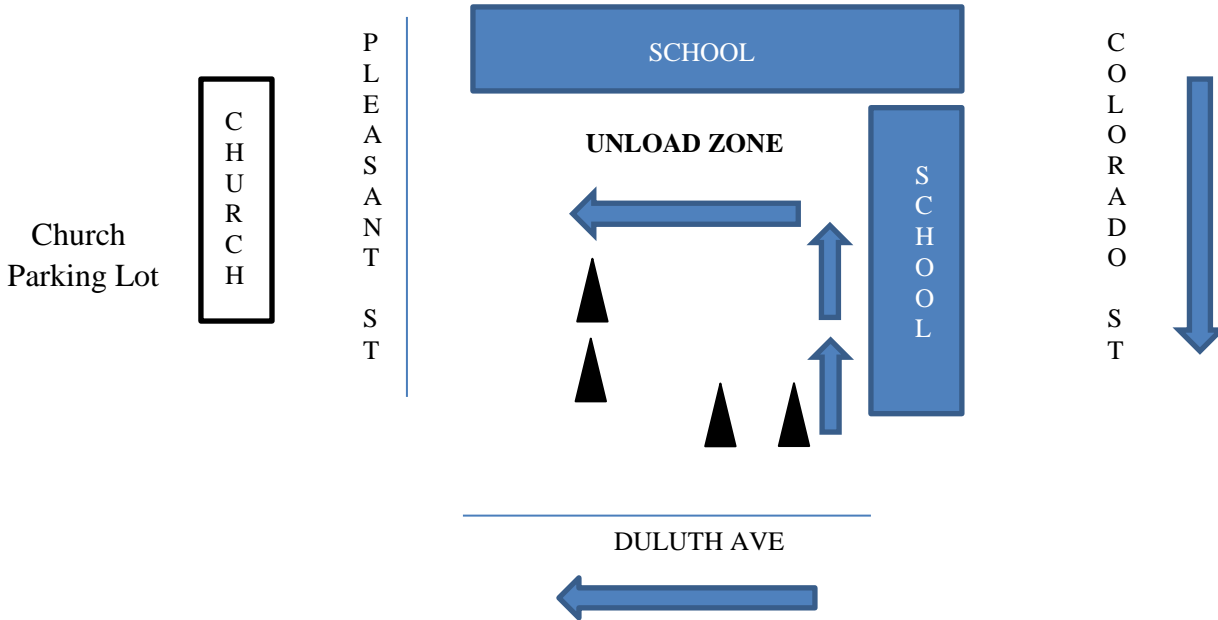 PLEASANT ST
SCHOOL
COLORADO ST
CHURCH
UNLOAD ZONE
SCHOOL
Church
Parking Lot
DULUTH AVE